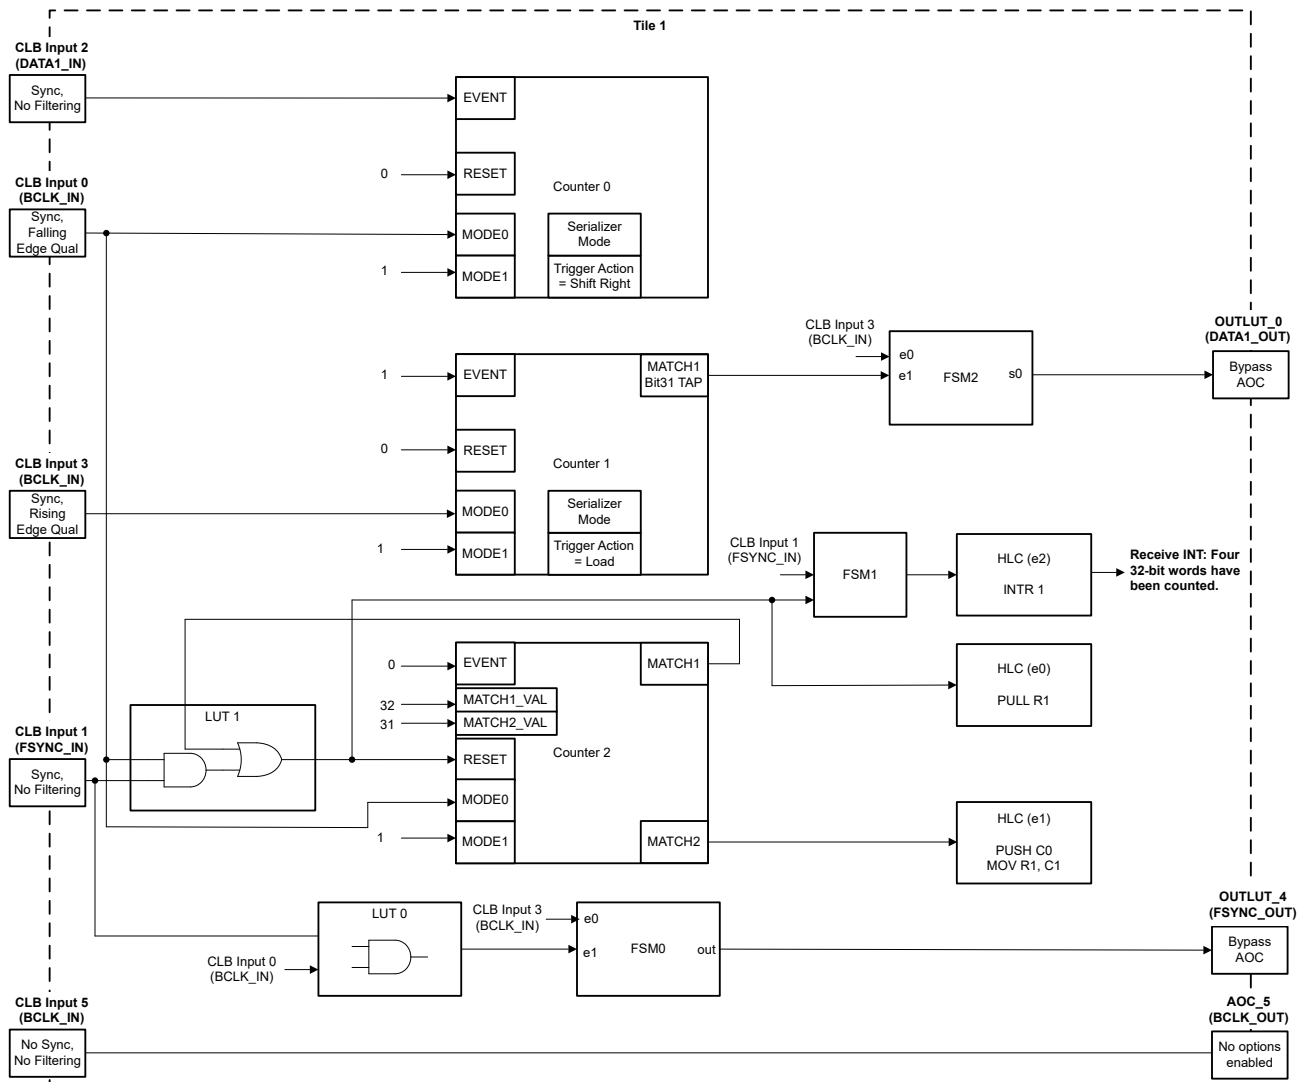 Tile 1
CLB Input 2
(DATA1_IN)
Sync,
No Filtering
CLB Input 0
(BCLK_IN)
Sync,
Falling
Edge Qual
EVENT
0
RESET
Counter 0
MODE0
Serializer
Mode
1
MODE1
Trigger Action
= Shift Right
CLB Input 3
(BCLK_IN)
Sync,
Rising
Edge Qual
1
EVENT
MATCH1
Bit31 TAP
0
RESET
Counter 1
MODE0
Serializer
Mode
1
MODE1
Trigger Action
= Load
CLB Input 3
(BCLK_IN)
e0
e1
FSM2
s0
OUTLUT_0
(DATA1_OUT)
Bypass
AOC
CLB Input 1
(FSYNC_IN)
FSM1
HLC (e2)
INTR 1
Receive INT: Four
32-bit words have
been counted.
HLC (e0)
PULL R1
CLB Input 1
(FSYNC_IN)
Sync,
No Filtering
LUT 1
0
EVENT
MATCH1
32
MATCH1_VAL
31
MATCH2_VAL
RESET
Counter 2
MODE0
1
MODE1
MATCH2
HLC (e1)
PUSH C0
MOV R1, C1
LUT 0
CLB Input 0
(BCLK_IN)
CLB Input 3
(BCLK_IN)
e0
e1
FSM0
out
OUTLUT_4
(FSYNC_OUT)
Bypass
AOC
CLB Input 5
(BCLK_IN)
No Sync,
No Filtering
AOC_5
(BCLK_OUT)
No options
enabled